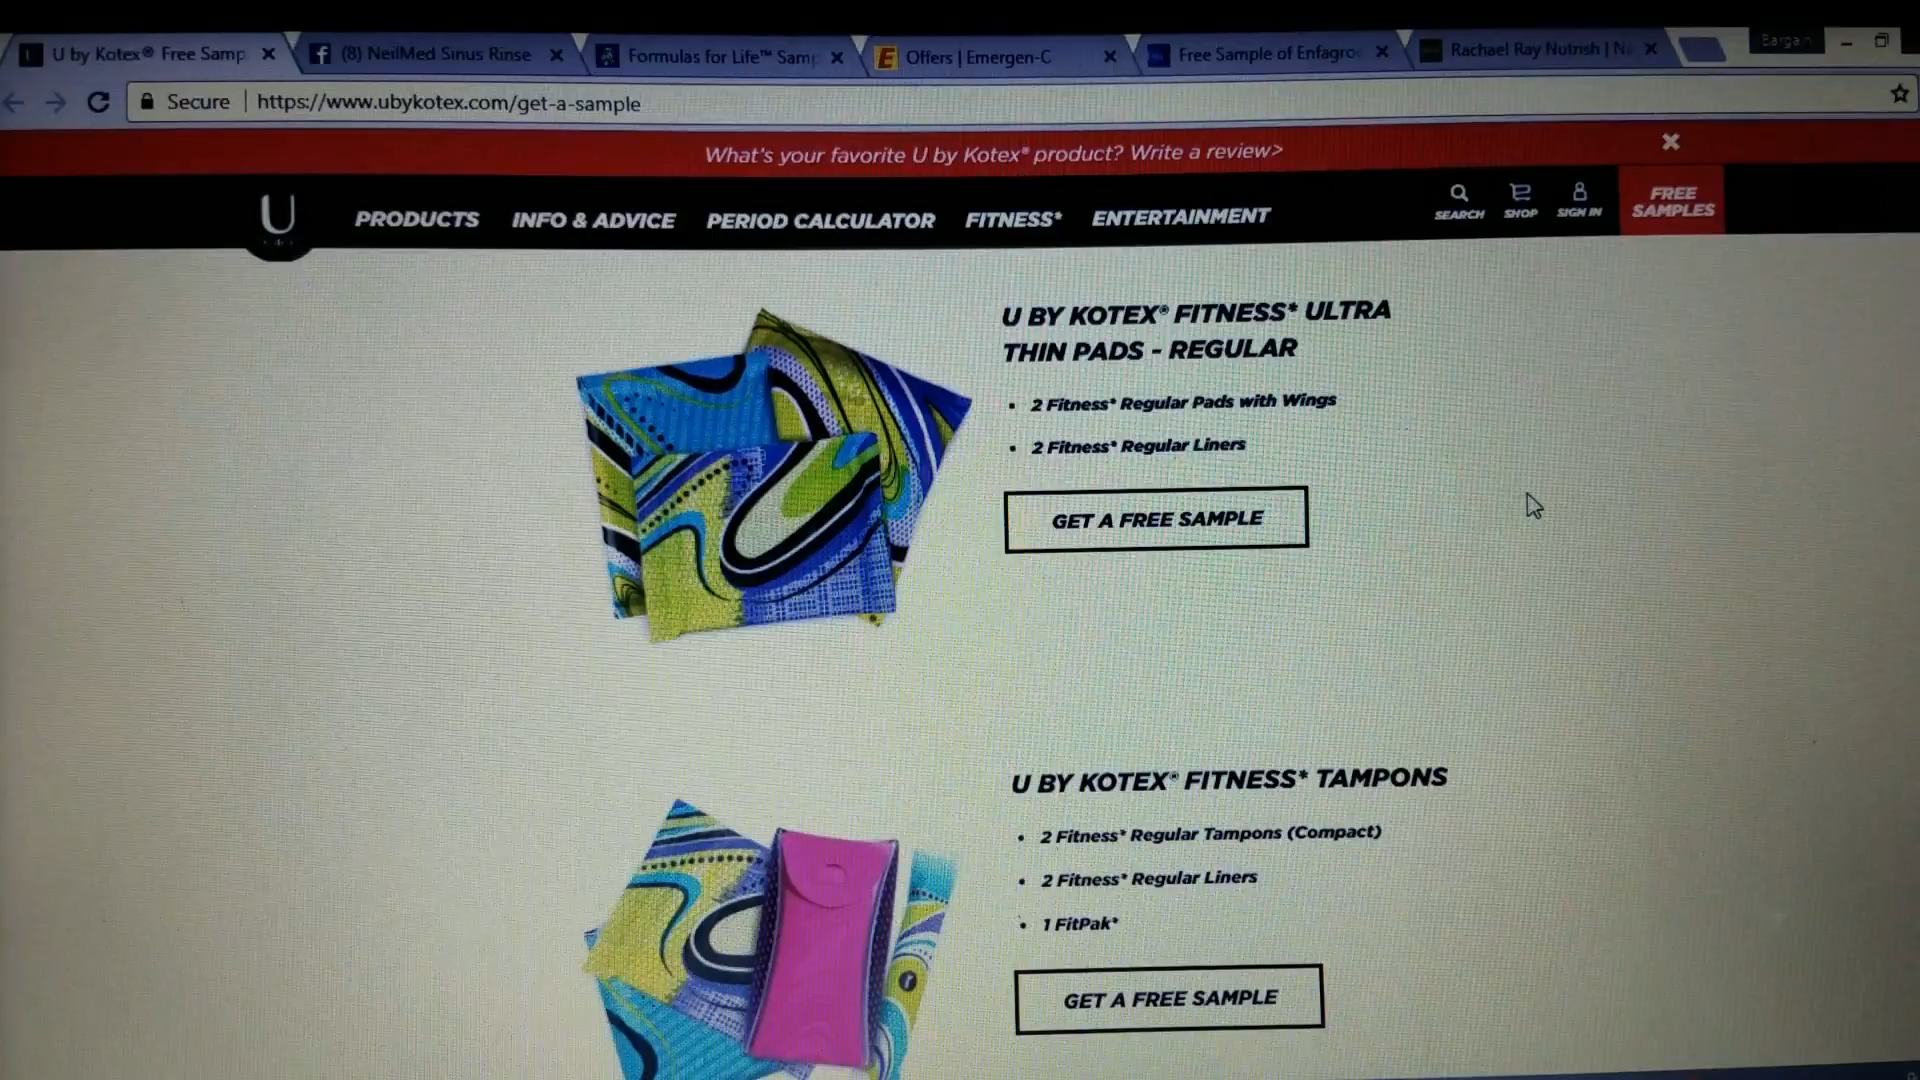 U by Kotex® Free Samp
(8) NeilMed Sinus Rinse
Formulas for Life™ Samp
Offers | Emergen-C
Free Sample of Enfagro
Rachael Ray Nutrish | N
Bargain
Secure
https://www.ubykotex.com/get-a-sample
What's your favorite U by Kotex® product? Write a review>
U
PRODUCTS
INFO & ADVICE
PERIOD CALCULATOR
FITNESS*
ENTERTAINMENT
SEARCH
SHOP
SIGN IN
FREE
SAMPLES
U BY KOTEX® FITNESS* ULTRA
THIN PADS - REGULAR
• 2 Fitness* Regular Pads with Wings
• 2 Fitness* Regular Liners
GET A FREE SAMPLE
U BY KOTEX® FITNESS* TAMPONS
• 2 Fitness* Regular Tampons (Compact)
• 2 Fitness* Regular Liners
• 1 FitPak*
GET A FREE SAMPLE